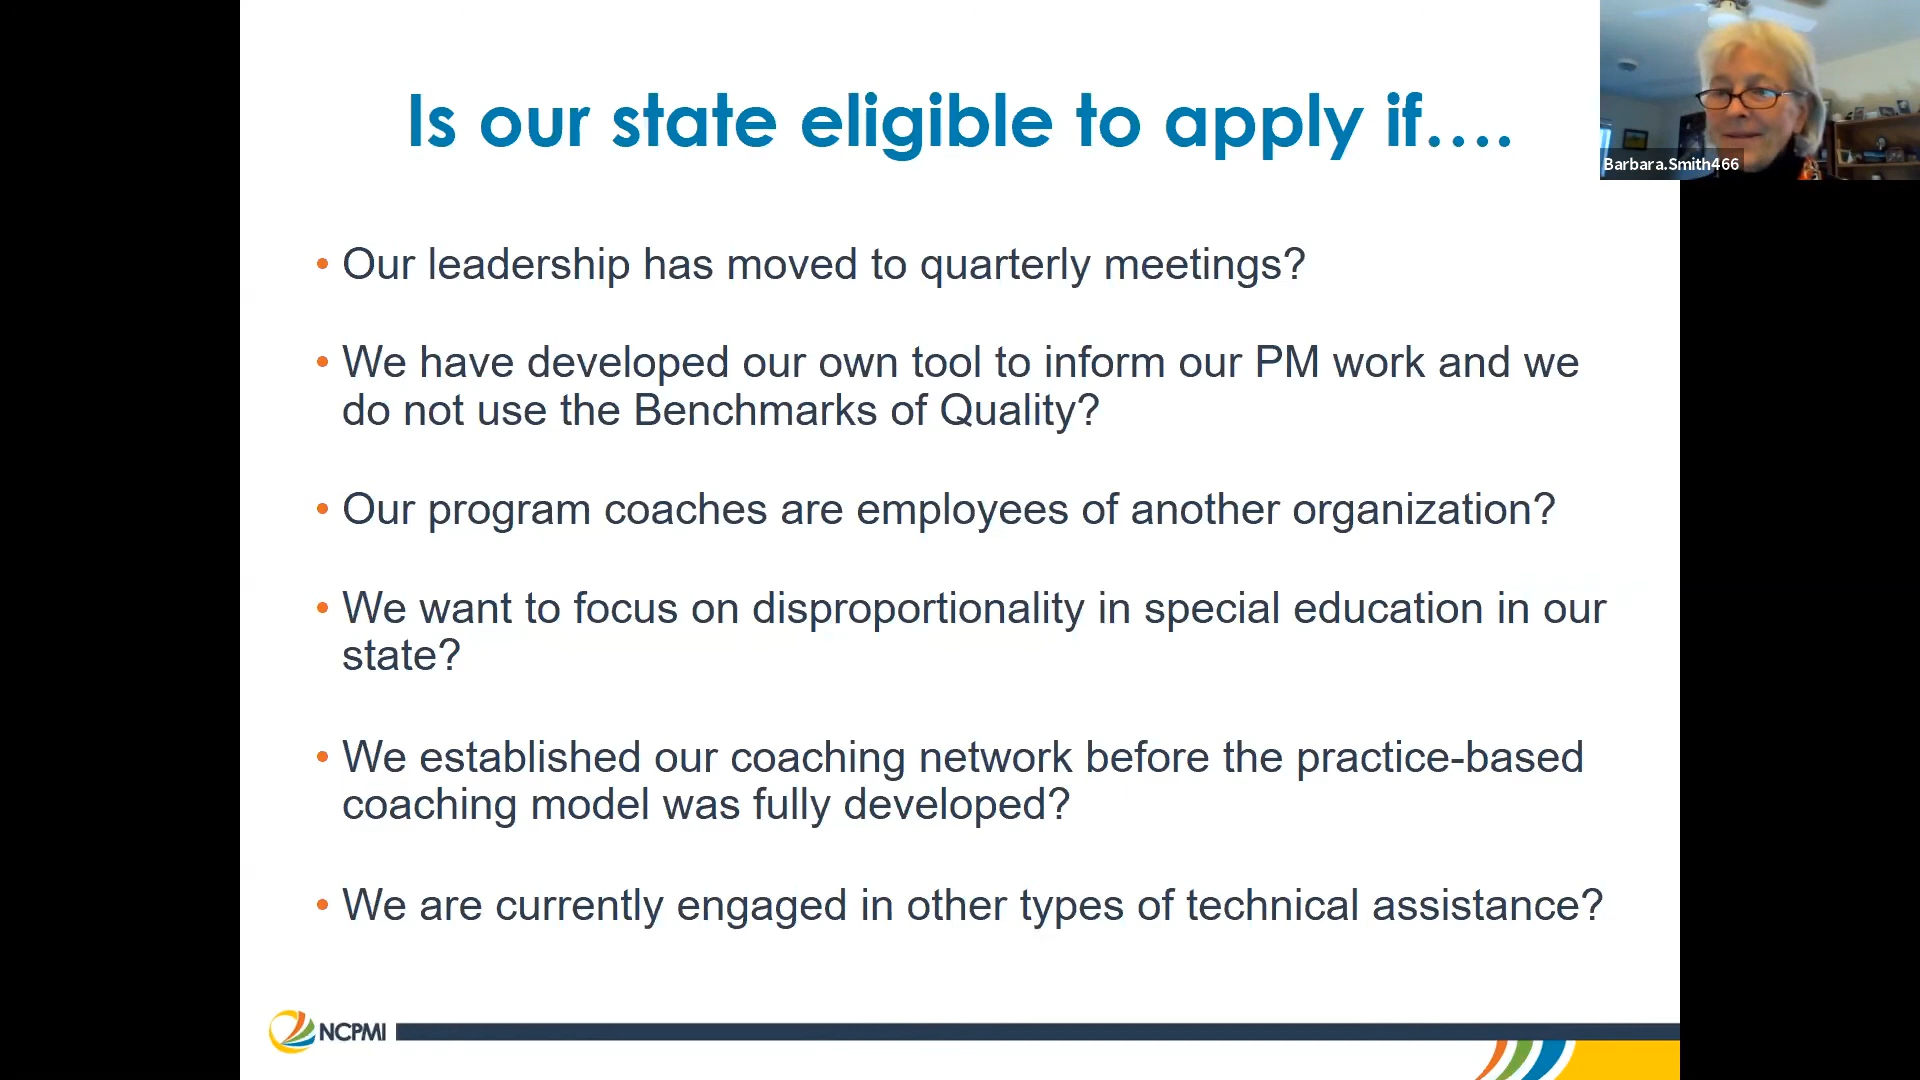 Is our state eligible to apply if....
Barbara.Smith466
• Our leadership has moved to quarterly meetings?
• We have developed our own tool to inform our PM work and we
do not use the Benchmarks of Quality?
• Our program coaches are employees of another organization?
• We want to focus on disproportionality in special education in our
state?
• We established our coaching network before the practice-based
coaching model was fully developed?
• We are currently engaged in other types of technical assistance?
NCPMI